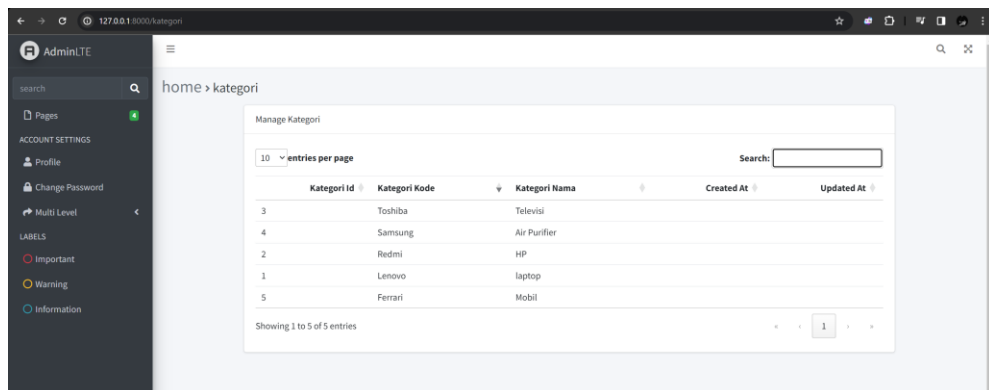 127.0.0.1:8000/kategori
AdminLTE
search
Pages
4
ACCOUNT SETTINGS
Profile
Change Password
Multi Level
LABELS
Important
Warning
Information
home › kategori
Manage Kategori
10 entries per page Search:
Kategori Id Kategori Kode Kategori Nama Created At Updated At
3 Toshiba Televisi
4 Samsung Air Purifier
2 Redmi HP
1 Lenovo laptop
5 Ferrari Mobil
Showing 1 to 5 of 5 entries « ‹ 1 › »